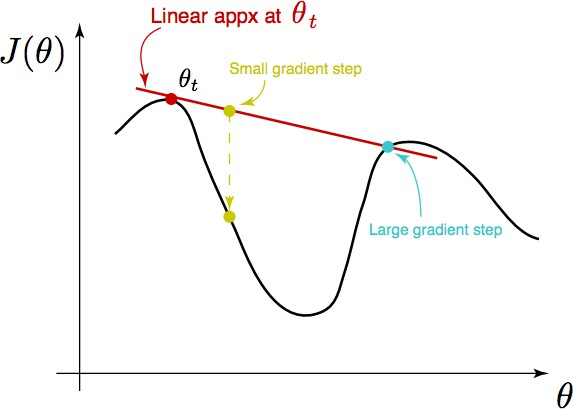 Linear appx at θ_t
J(θ)
θ_t
Small gradient step
Large gradient step
θ